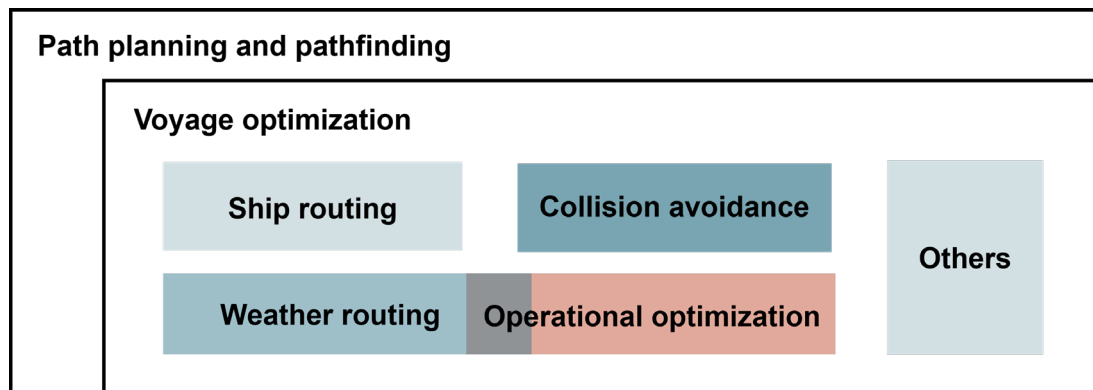 Path planning and pathfinding
Voyage optimization
Ship routing
Collision avoidance
Others
Weather routing
Operational optimization